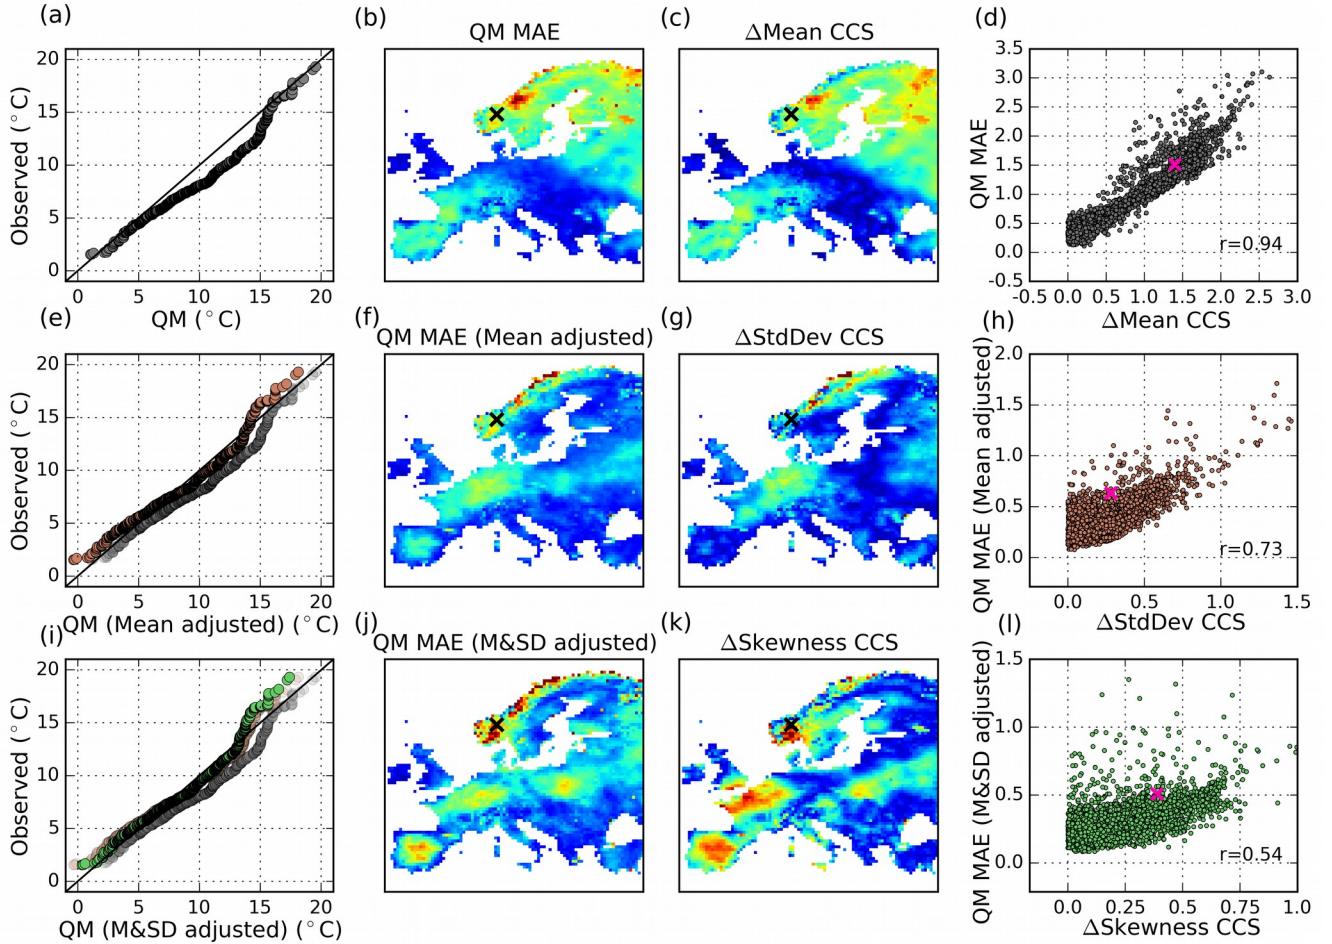 (a)
20
15
10
5
0
Observed (°C)
0 5 10 15 20
QM (°C)
(b)
QM MAE
(c)
ΔMean CCS
(d)
3.5
3.0
2.5
2.0
1.5
1.0
0.5
0.0
-0.5
QM MAE
r=0.94
-0.5 0.0 0.5 1.0 1.5 2.0 2.5 3.0
ΔMean CCS
(e)
20
15
10
5
0
Observed (°C)
0 5 10 15 20
QM (Mean adjusted) (°C)
(f)
QM MAE (Mean adjusted)
(g)
ΔStdDev CCS
(h)
2.0
1.5
1.0
0.5
0.0
QM MAE (Mean adjusted)
r=0.73
0.0 0.5 1.0 1.5
ΔStdDev CCS
(i)
20
15
10
5
0
Observed (°C)
0 5 10 15 20
QM (M&SD adjusted) (°C)
(j)
QM MAE (M&SD adjusted)
(k)
ΔSkewness CCS
(l)
1.5
1.0
0.5
0.0
QM MAE (M&SD adjusted)
r=0.54
0.0 0.25 0.5 0.75 1.0
ΔSkewness CCS